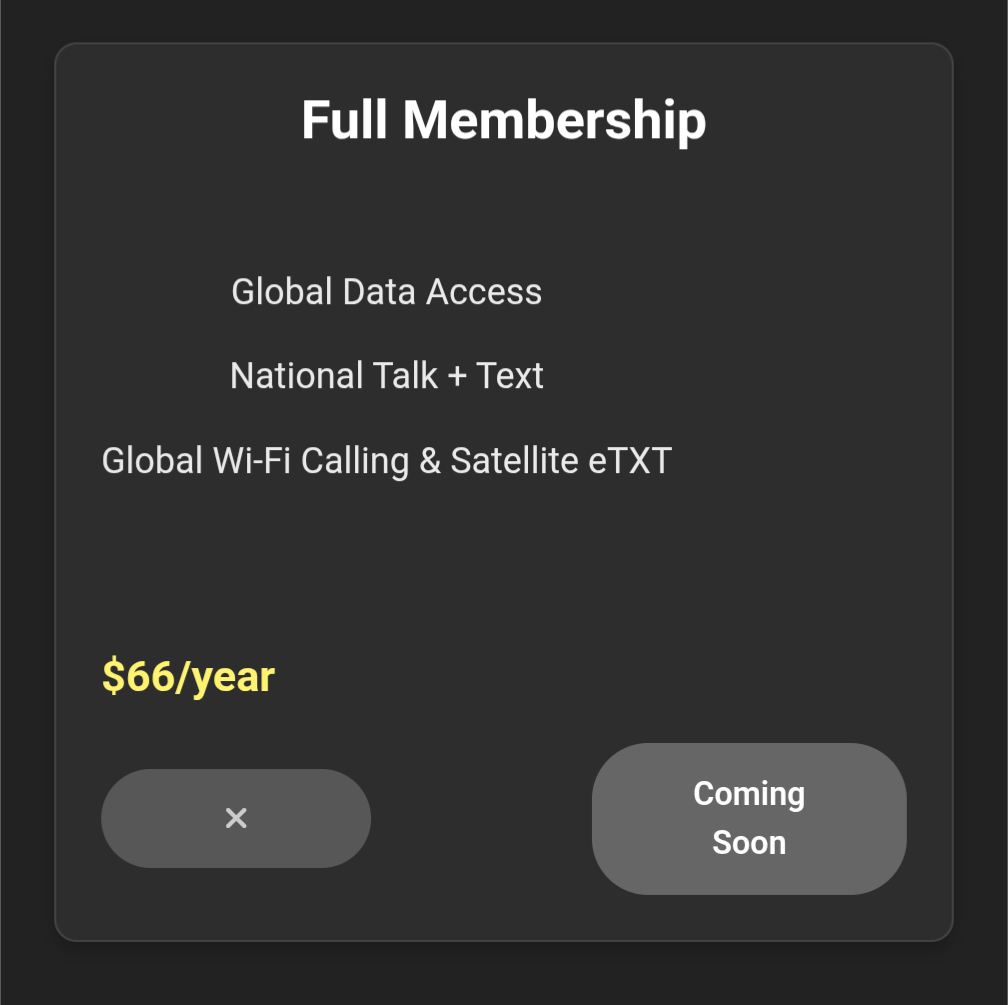 Full Membership
Global Data Access
National Talk + Text
Global Wi-Fi Calling & Satellite eTXT
$66/year
✕
Coming
Soon